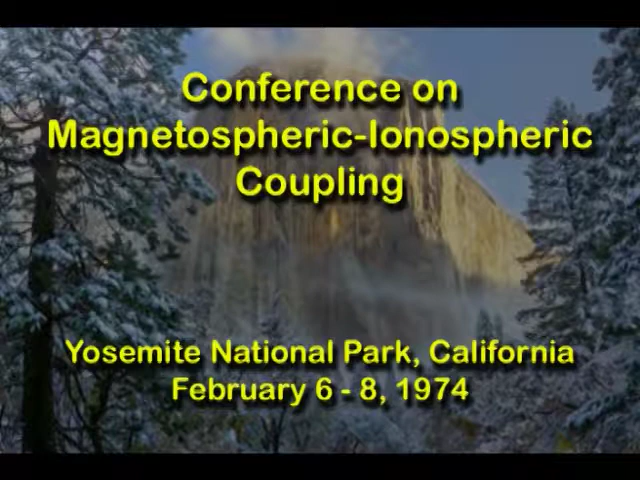 Conference on
Magnetospheric-Ionospheric
Coupling
Yosemite National Park, California
February 6 - 8, 1974